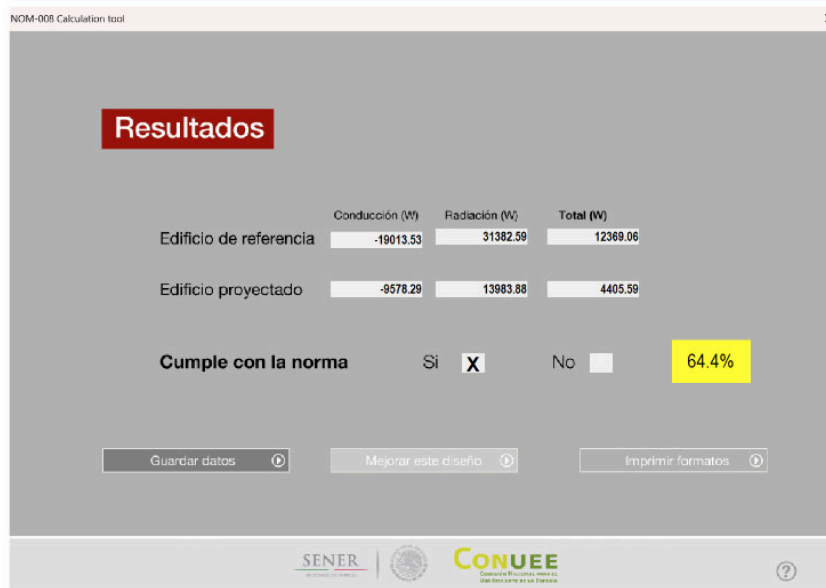 NOM-008 Calculation tool
Resultados
Conducción (W) Radiación (W) Total (W)
Edificio de referencia -19013.53 31382.59 12369.06
Edificio proyectado -9578.29 13983.88 4405.59
Cumple con la norma Si X No 64.4%
Guardar datos Mejorar este diseño Imprimir formatos
SENER CONUEE
?